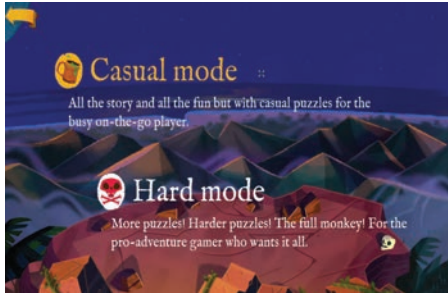 Casual mode
All the story and all the fun but with casual puzzles for the
busy on-the-go player.
Hard mode
More puzzles! Harder puzzles! The full monkey! For the
pro-adventure gamer who wants it all.